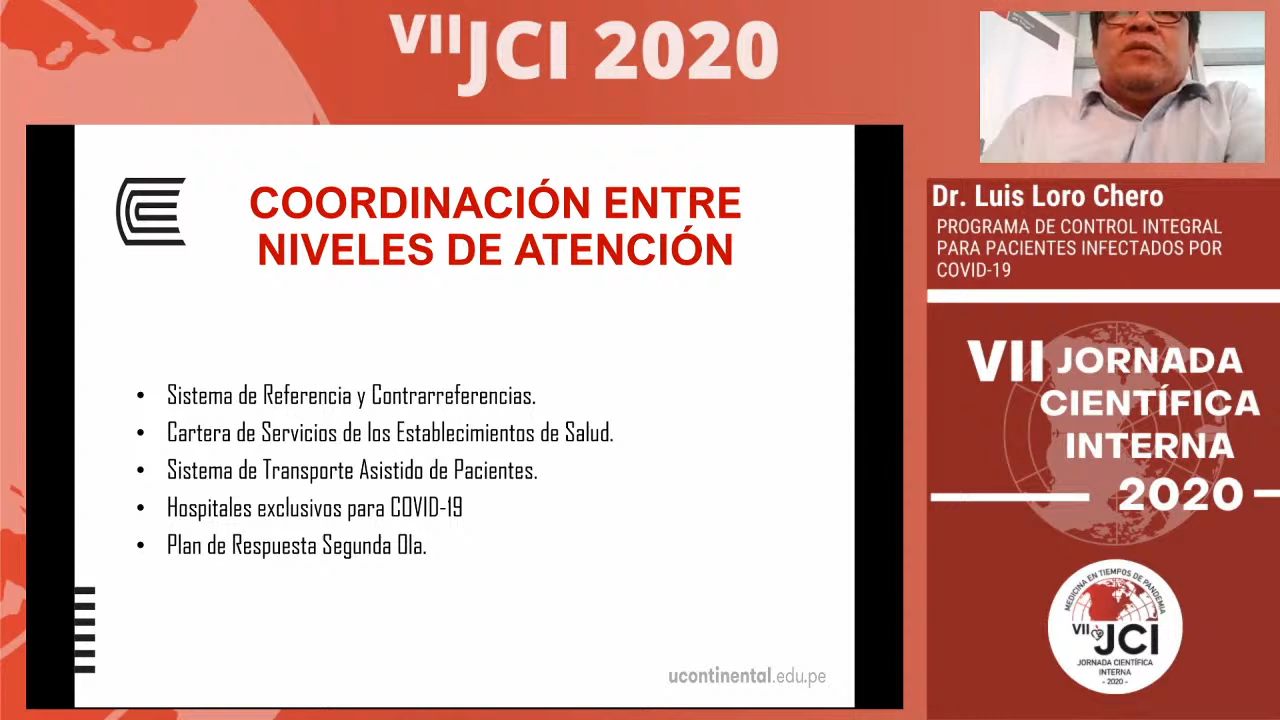 VII JCI 2020
COORDINACIÓN ENTRE
NIVELES DE ATENCIÓN
• Sistema de Referencia y Contrarreferencias.
• Cartera de Servicios de los Establecimientos de Salud.
• Sistema de Transporte Asistido de Pacientes.
• Hospitales exclusivos para COVID-19
• Plan de Respuesta Segunda Ola.
ucontinental.edu.pe
Dr. Luis Loro Chero
PROGRAMA DE CONTROL INTEGRAL
PARA PACIENTES INFECTADOS POR
COVID-19
VII JORNADA
CIENTÍFICA
INTERNA
2020
MEDICINA EN TIEMPOS DE PANDEMIA
VII JCI
JORNADA CIENTÍFICA
INTERNA
- 2020 -